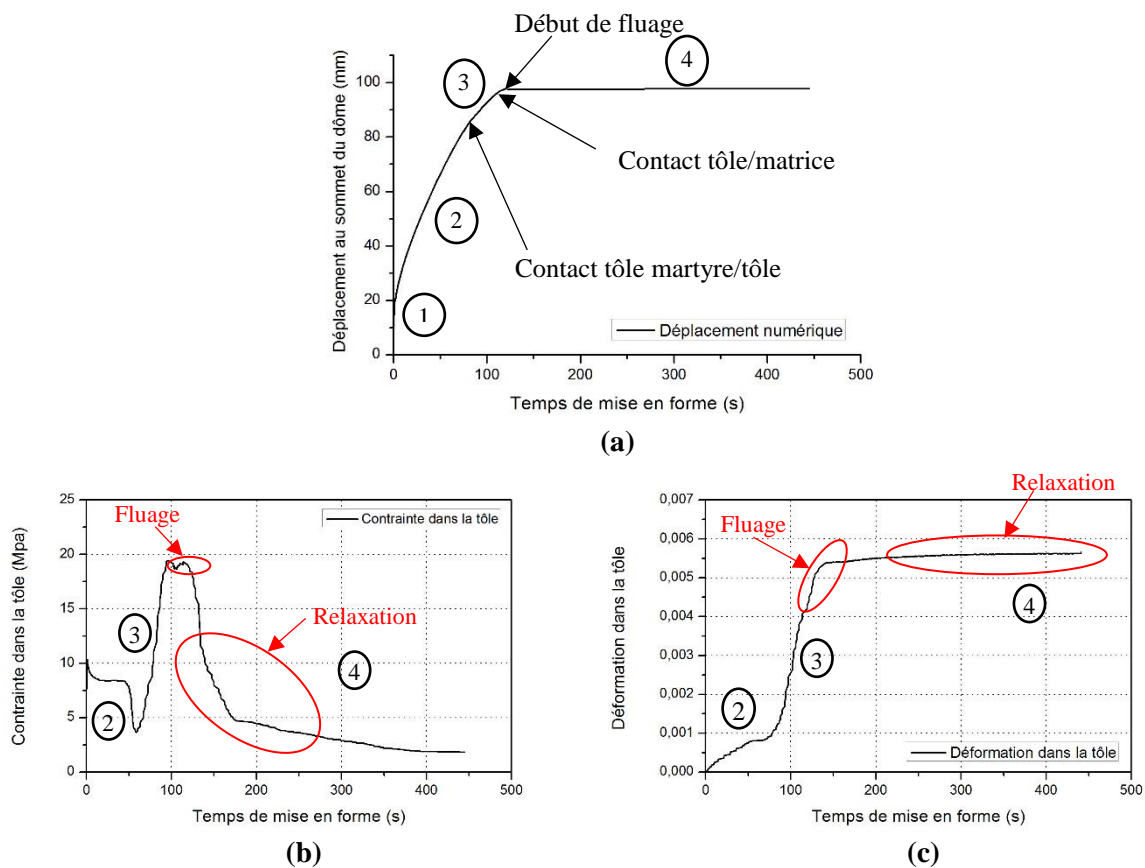 Début de fluage
4
3
100
80
60
40
20
0
Déplacement au sommet du dôme (mm)
Contact tôle/matrice
2
Contact tôle martyre/tôle
1
Déplacement numérique
0 100 200 300 400 500
Temps de mise en forme (s)
(a)
25
20
15
10
5
0
Contrainte dans la tôle (Mpa)
Fluage
Contrainte dans la tôle
3
Relaxation
4
2
0 100 200 300 400 500
Temps de mise en forme (s)
(b)
0,007
0,006
0,005
0,004
0,003
0,002
0,001
0,000
Déformation dans la tôle
Relaxation
Fluage
4
3
2
Déformation dans la tôle
0 100 200 300 400 500
Temps de mise en forme (s)
(c)